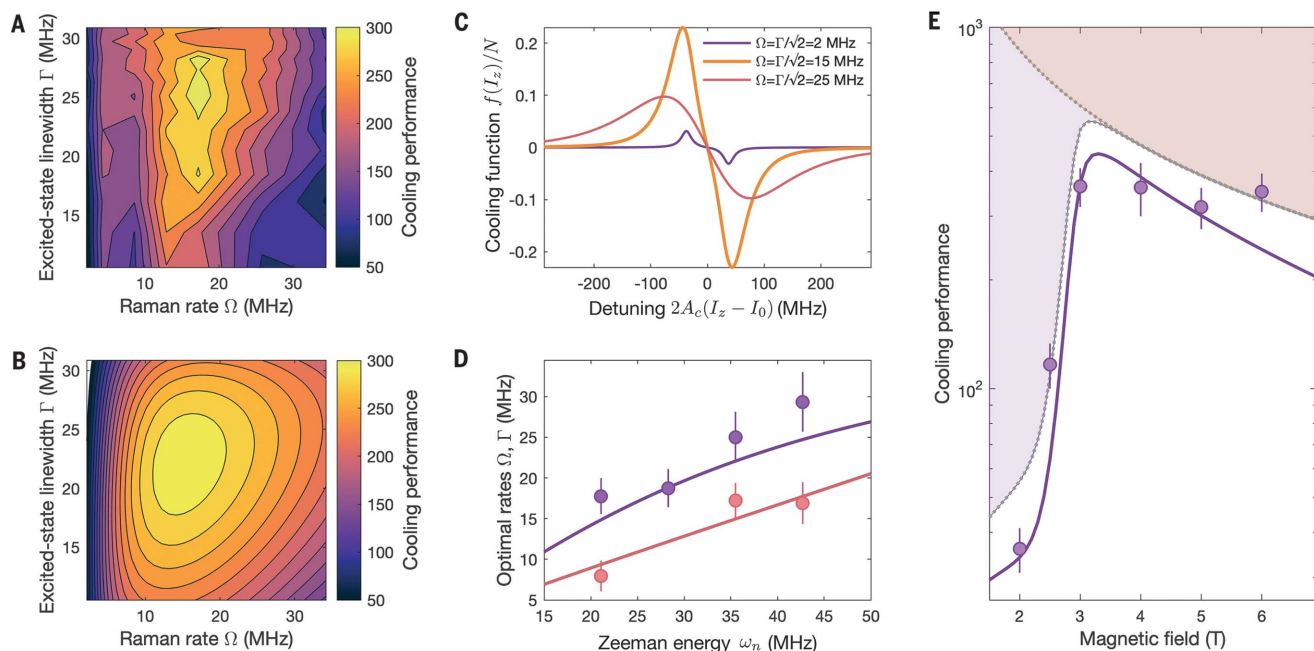 A
Excited-state linewidth Γ (MHz)
30
25
20
15
10
20
30
Raman rate Ω (MHz)
300
250
200
150
100
50
Cooling performance
B
Excited-state linewidth Γ (MHz)
30
25
20
15
10
20
30
Raman rate Ω (MHz)
300
250
200
150
100
50
Cooling performance
C
Cooling function f(I_z)/N
0.2
0.1
0
-0.1
-0.2
Ω=Γ/√2=2 MHz
Ω=Γ/√2=15 MHz
Ω=Γ/√2=25 MHz
-200
-100
0
100
200
Detuning 2A_c(I_z − I_0) (MHz)
D
Optimal rates Ω, Γ (MHz)
30
25
20
15
10
5
15
20
25
30
35
40
45
50
Zeeman energy ω_n (MHz)
E
Cooling performance
10³
10²
2
3
4
5
6
Magnetic field (T)